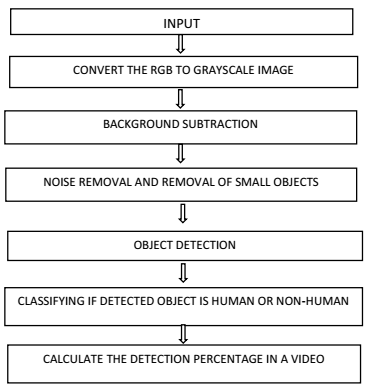 INPUT
CONVERT THE RGB TO GRAYSCALE IMAGE
BACKGROUND SUBTRACTION
NOISE REMOVAL AND REMOVAL OF SMALL OBJECTS
OBJECT DETECTION
CLASSIFYING IF DETECTED OBJECT IS HUMAN OR NON-HUMAN
CALCULATE THE DETECTION PERCENTAGE IN A VIDEO